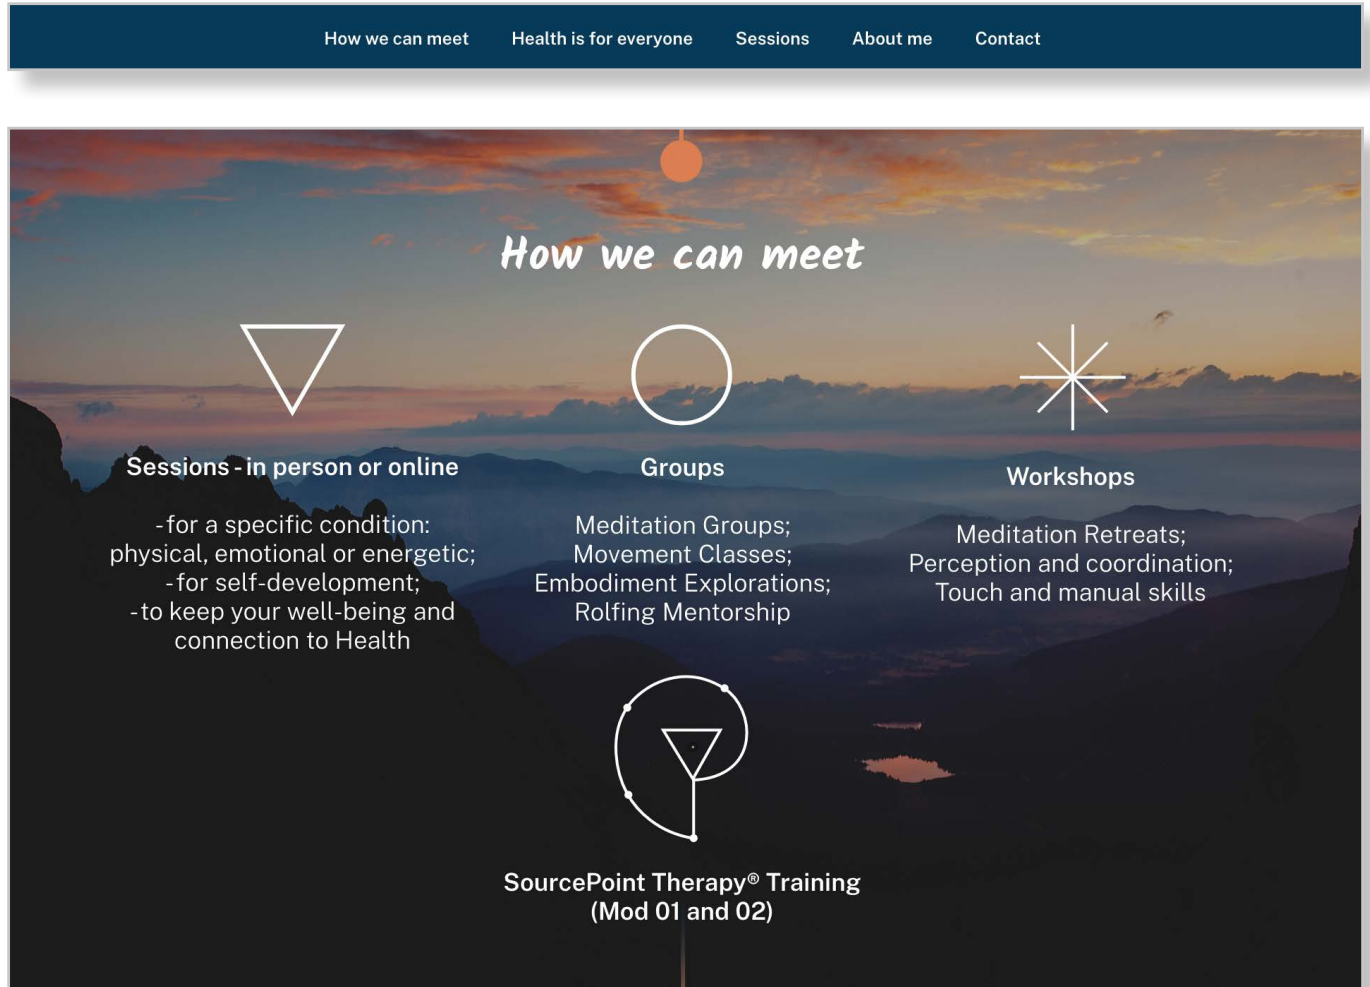 How we can meet
Health is for everyone
Sessions
About me
Contact
How we can meet
Sessions - in person or online
- for a specific condition:
physical, emotional or energetic;
- for self-development;
- to keep your well-being and
connection to Health
Groups
Meditation Groups;
Movement Classes;
Embodiment Explorations;
Rolfing Mentorship
Workshops
Meditation Retreats;
Perception and coordination;
Touch and manual skills
SourcePoint Therapy® Training
(Mod 01 and 02)